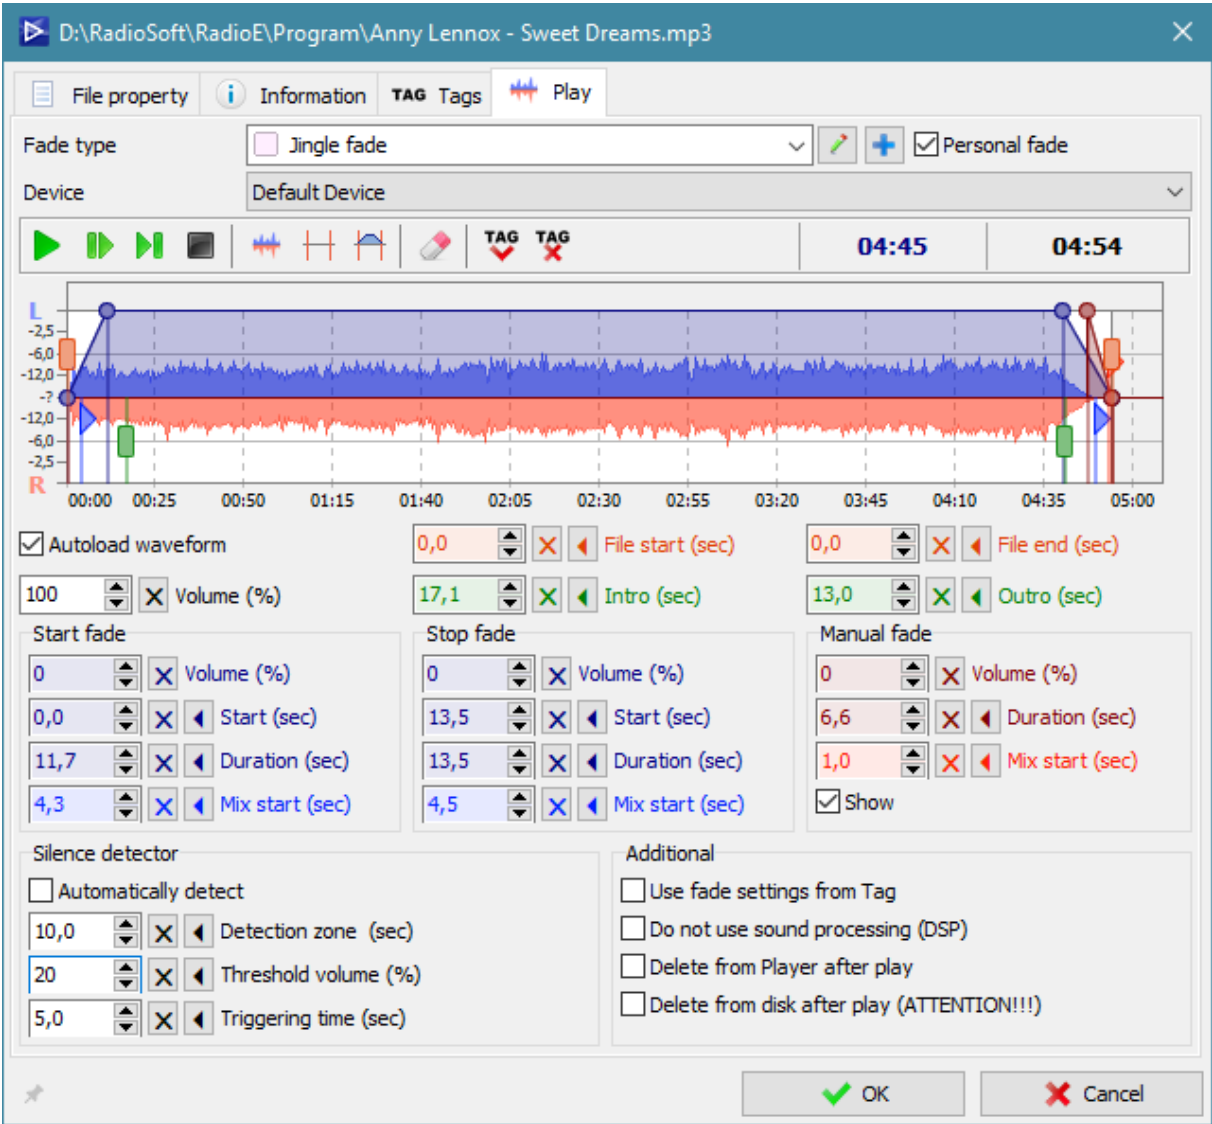 D:\RadioSoft\RadioE\Program\Anny Lennox - Sweet Dreams.mp3
File property Information TAG Tags Play
Fade type Jingle fade Personal fade
Device Default Device
TAG TAG 04:45 04:54
L
-2,5
-6,0
-12,0
-?
-12,0
-6,0
-2,5
R
00:00 00:25 00:50 01:15 01:40 02:05 02:30 02:55 03:20 03:45 04:10 04:35 05:00
Autoload waveform 0,0 File start (sec) 0,0 File end (sec)
100 Volume (%) 17,1 Intro (sec) 13,0 Outro (sec)
Start fade Stop fade Manual fade
0 Volume (%) 0 Volume (%) 0 Volume (%)
0,0 Start (sec) 13,5 Start (sec) 6,6 Duration (sec)
11,7 Duration (sec) 13,5 Duration (sec) 1,0 Mix start (sec)
4,3 Mix start (sec) 4,5 Mix start (sec) Show
Silence detector Additional
Automatically detect Use fade settings from Tag
10,0 Detection zone (sec) Do not use sound processing (DSP)
20 Threshold volume (%) Delete from Player after play
5,0 Triggering time (sec) Delete from disk after play (ATTENTION!!!)
OK Cancel